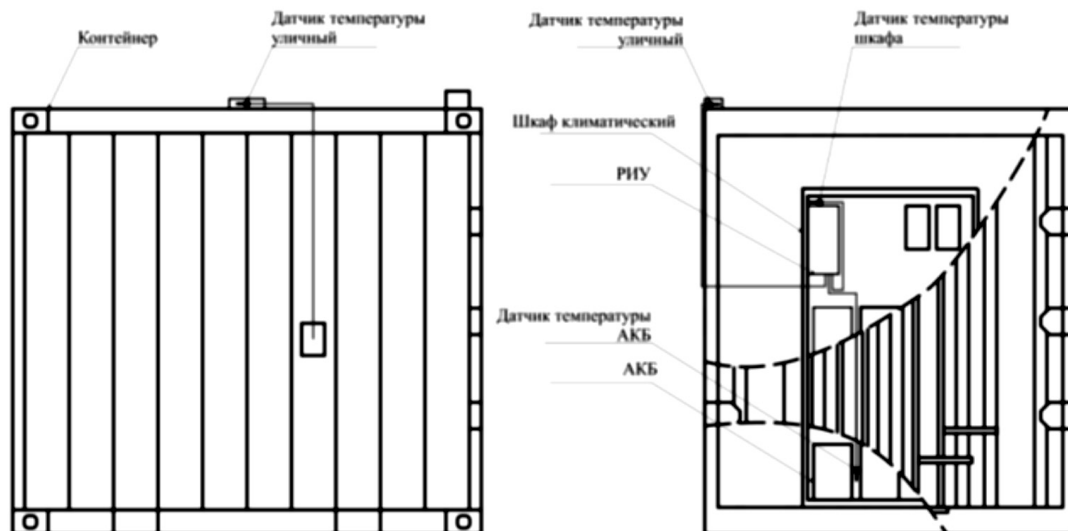 Контейнер
Датчик температуры
уличный
Датчик температуры
уличный
Датчик температуры
шкафа
Шкаф климатический
РИУ
Датчик температуры
АКБ
АКБ